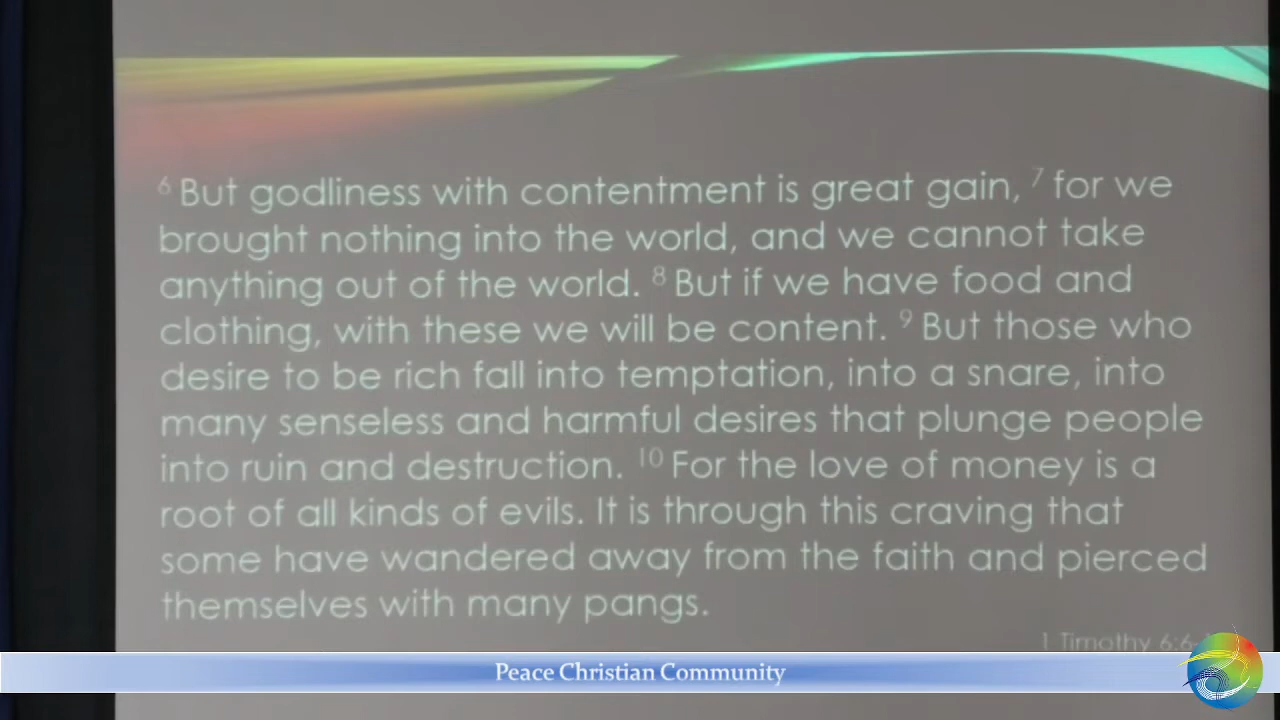 6 But godliness with contentment is great gain, 7 for we
brought nothing into the world, and we cannot take
anything out of the world. 8 But if we have food and
clothing, with these we will be content. 9 But those who
desire to be rich fall into temptation, into a snare, into
many senseless and harmful desires that plunge people
into ruin and destruction. 10 For the love of money is a
root of all kinds of evils. It is through this craving that
some have wandered away from the faith and pierced
themselves with many pangs.
1 Timothy 6:6-
Peace Christian Community